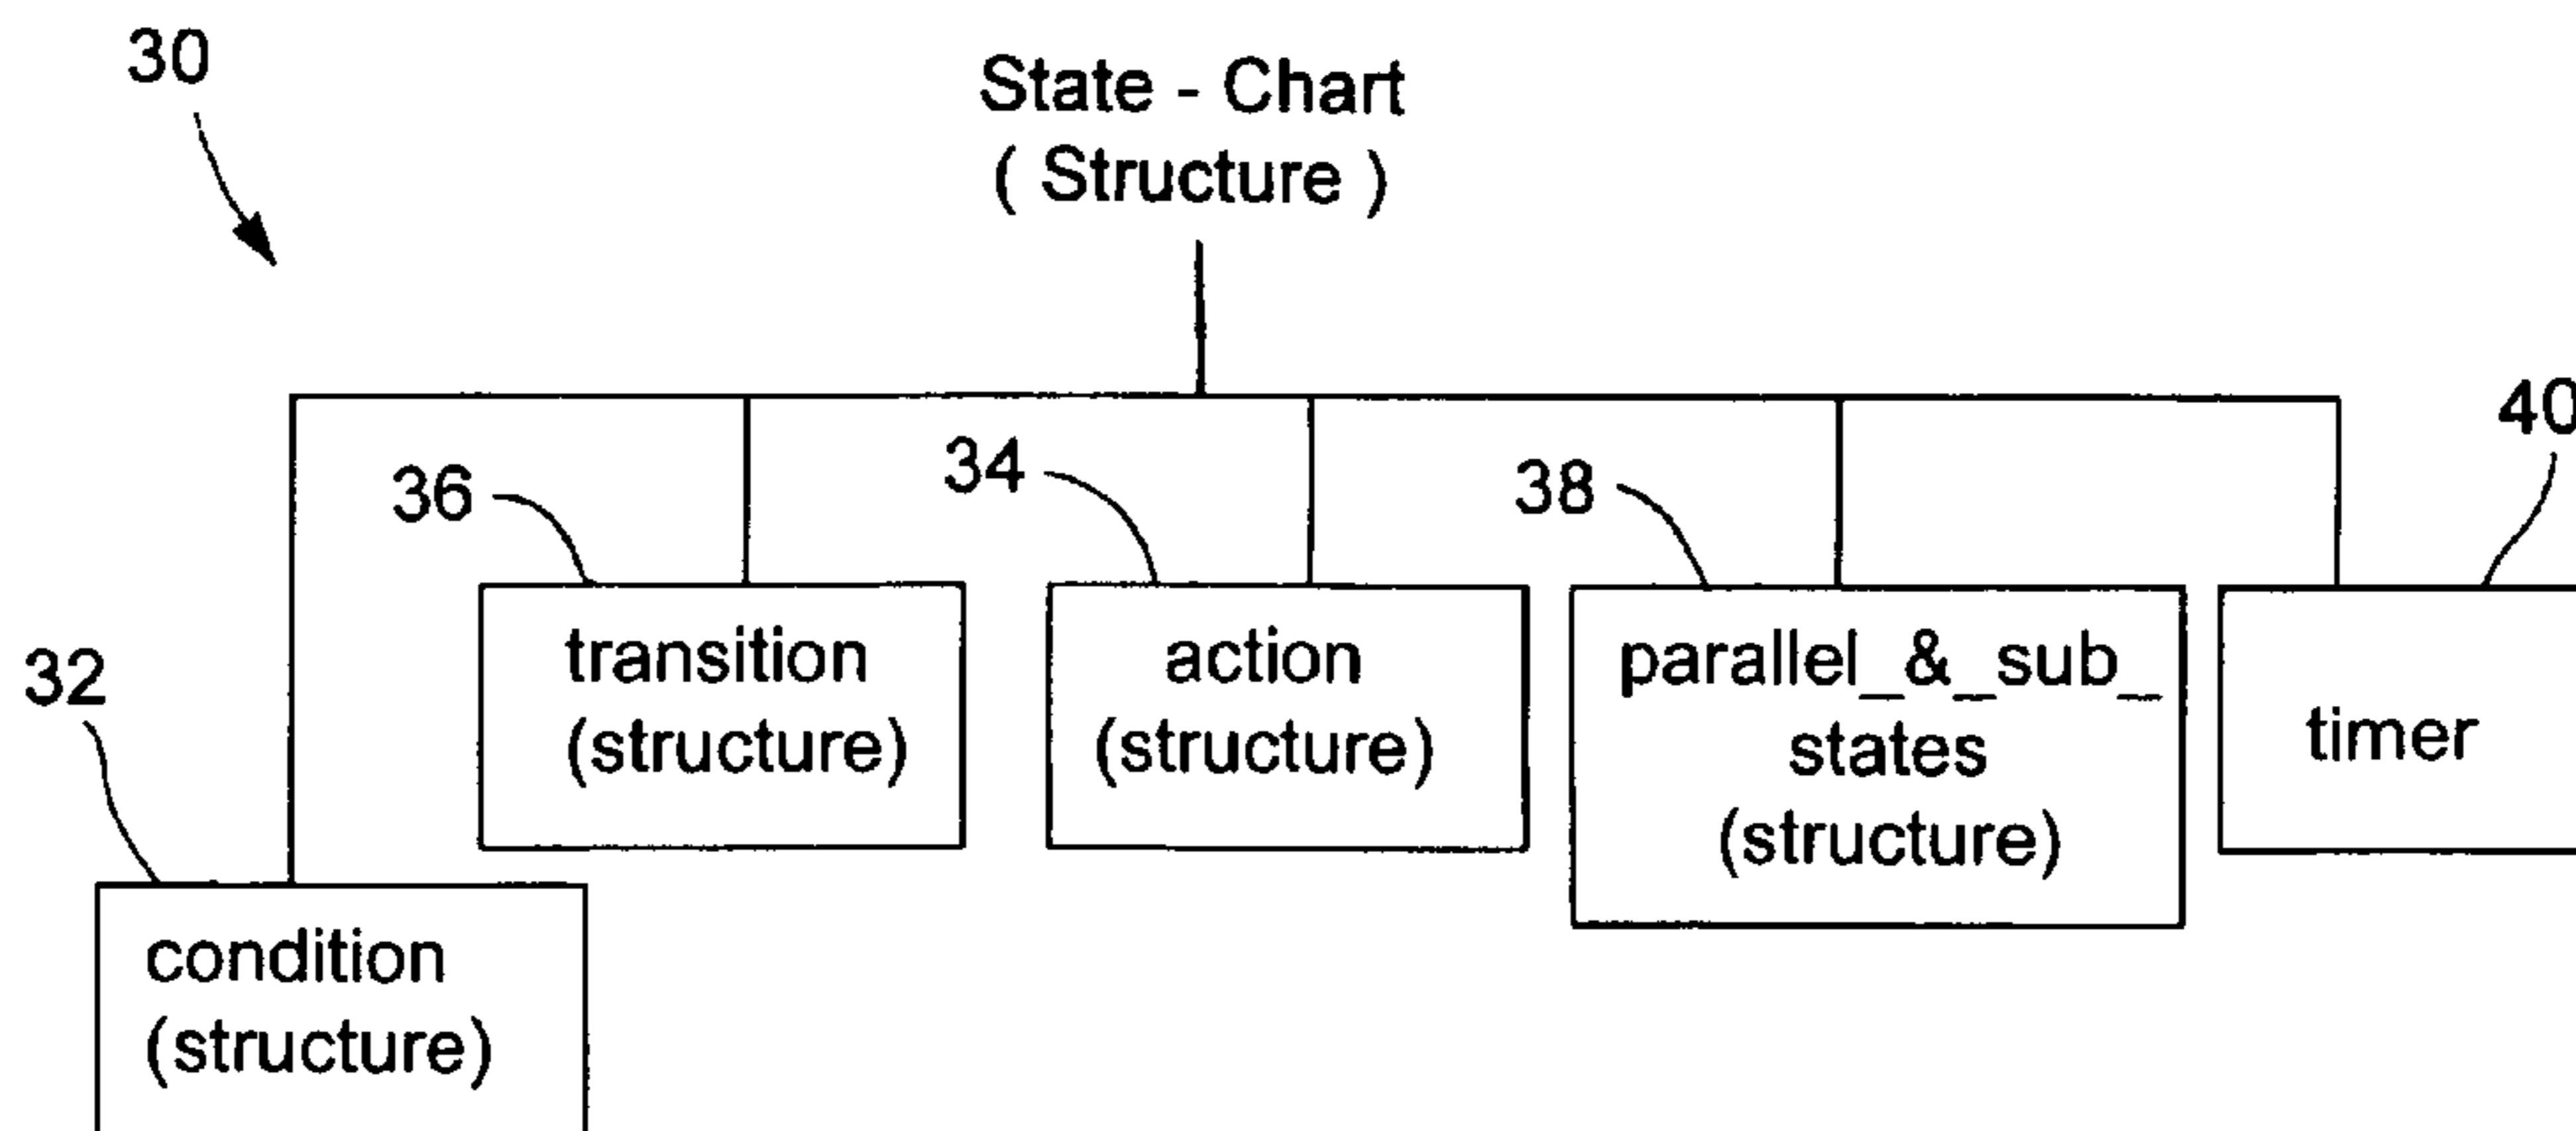 30
State - Chart
( Structure )
40
36
34
38
32
transition
(structure)
action
(structure)
parallel_&_sub_
states
(structure)
timer
condition
(structure)